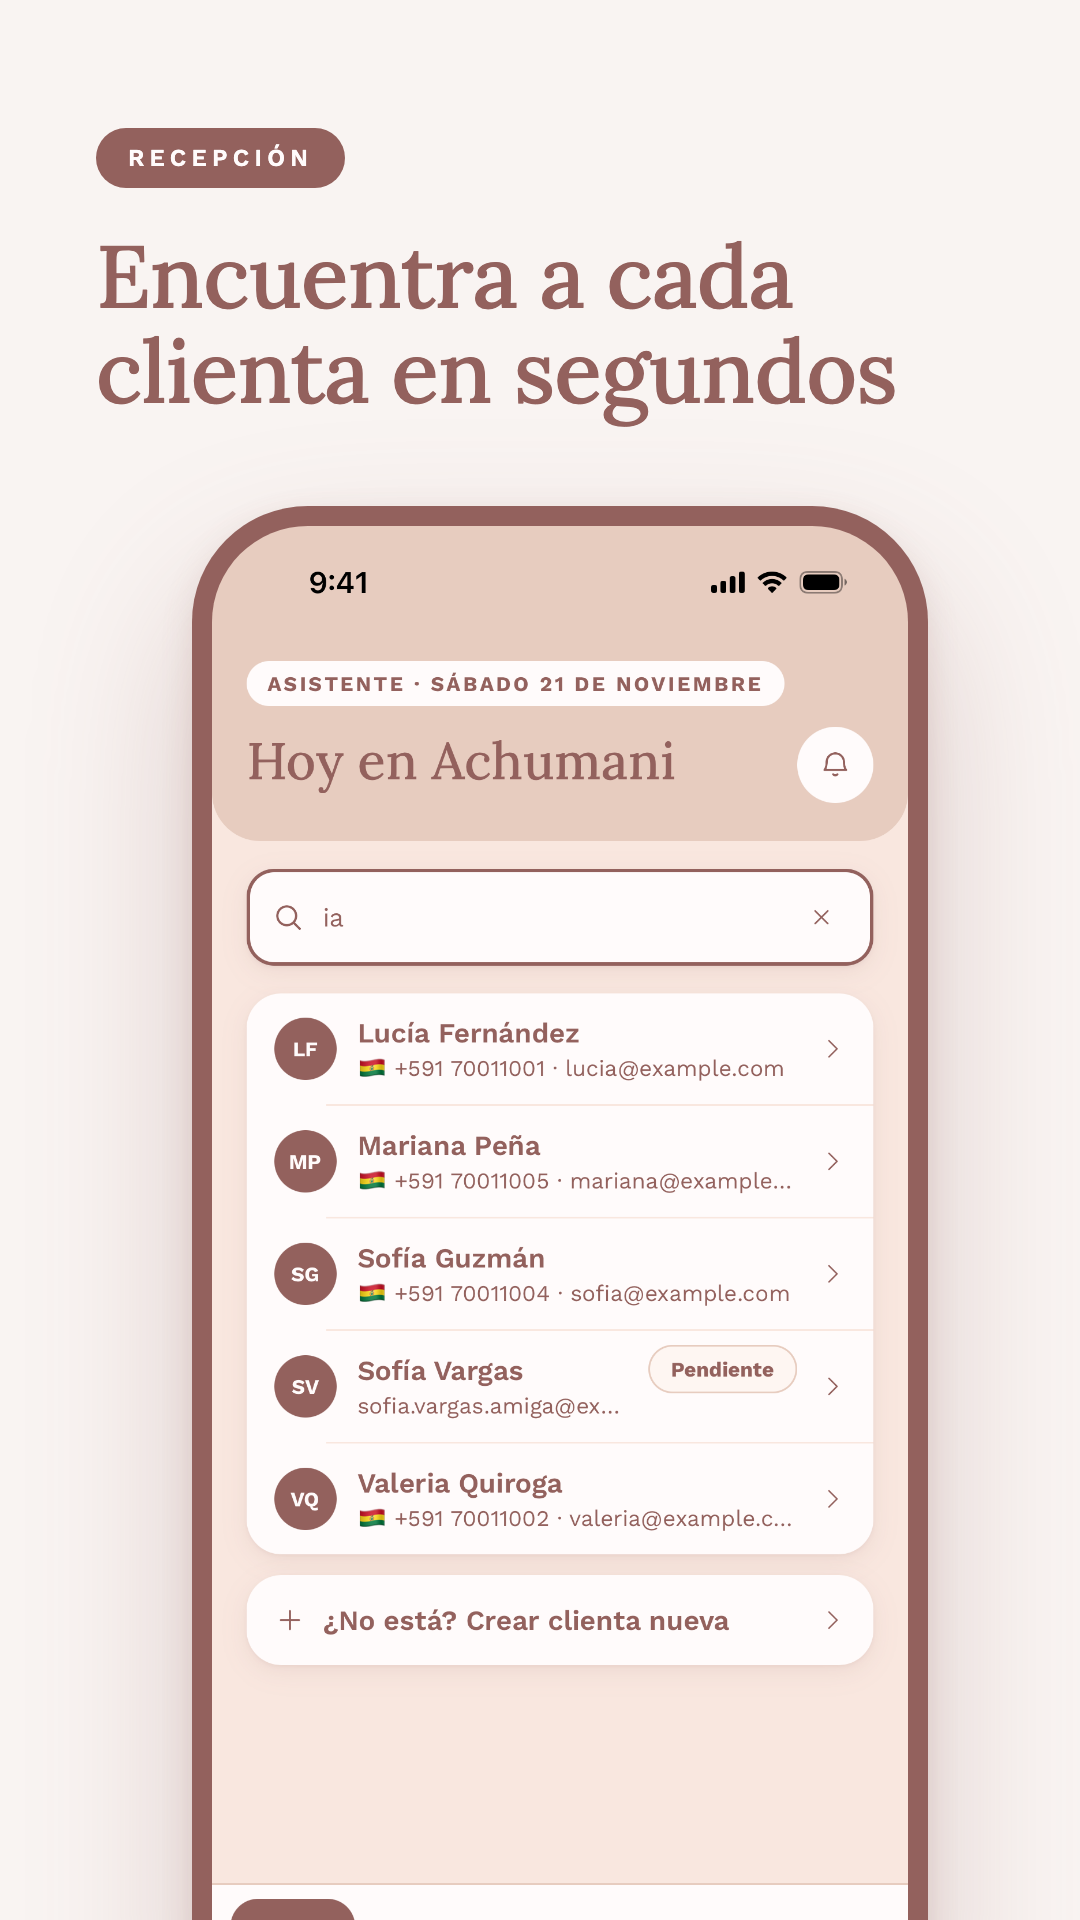 RECEPCIÓN
Encuentra a cada
clienta en segundos
9:41
ASISTENTE · SÁBADO 21 DE NOVIEMBRE
Hoy en Achumani
ia
LF
Lucía Fernández
+591 70011001 · lucia@example.com
MP
Mariana Peña
+591 70011005 · mariana@example...
SG
Sofía Guzmán
+591 70011004 · sofia@example.com
SV
Sofía Vargas
Pendiente
sofia.vargas.amiga@ex...
VQ
Valeria Quiroga
+591 70011002 · valeria@example.c...
¿No está? Crear clienta nueva